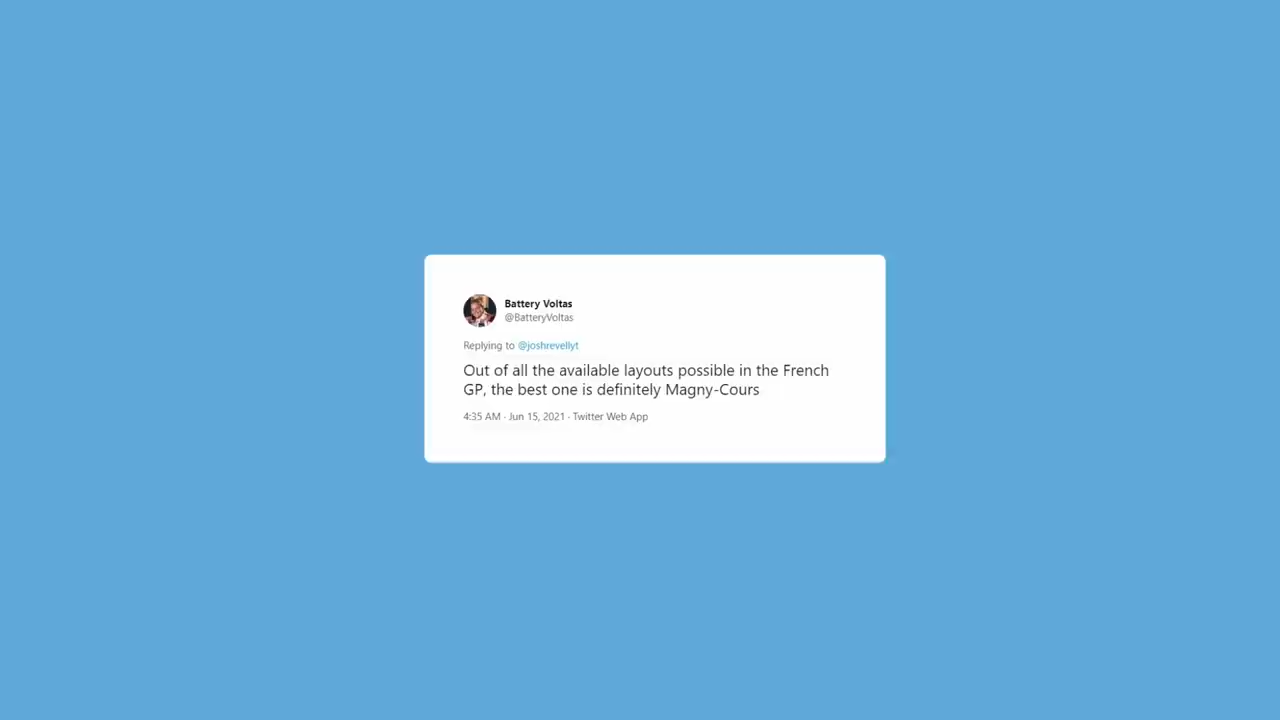 Battery Voltas
@BatteryVoltas
Replying to @joshrevellyt
Out of all the available layouts possible in the French
GP, the best one is definitely Magny-Cours
4:35 AM · Jun 15, 2021 · Twitter Web App